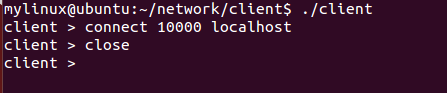 mylinux@ubuntu:~/network/client$ ./client
client > connect 10000 localhost
client > close
client >